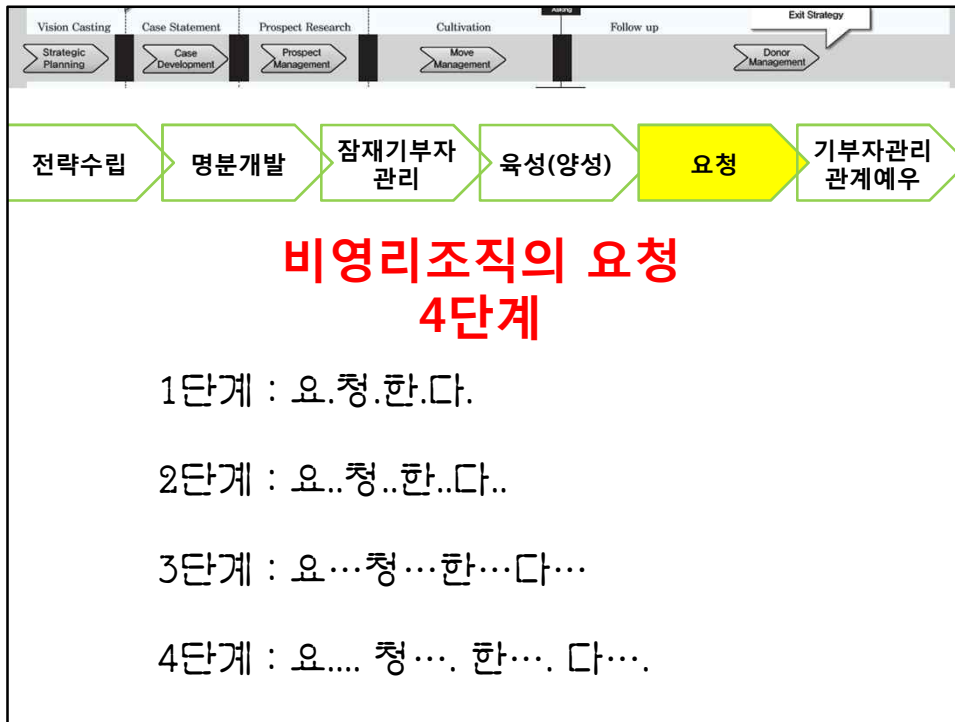 Asking
Exit Strategy
Vision Casting Case Statement Prospect Research Cultivation Follow up
Strategic Planning
Case Development
Prospect Management
Move Management
Donor Management
전략수립
명분개발
잠재기부자
관리
육성(양성)
요청
기부자관리
관계예우
비영리조직의 요청
4단계
1단계 : 요.청.한.다.
2단계 : 요..청..한..다..
3단계 : 요…청…한…다…
4단계 : 요.... 청…. 한…. 다….